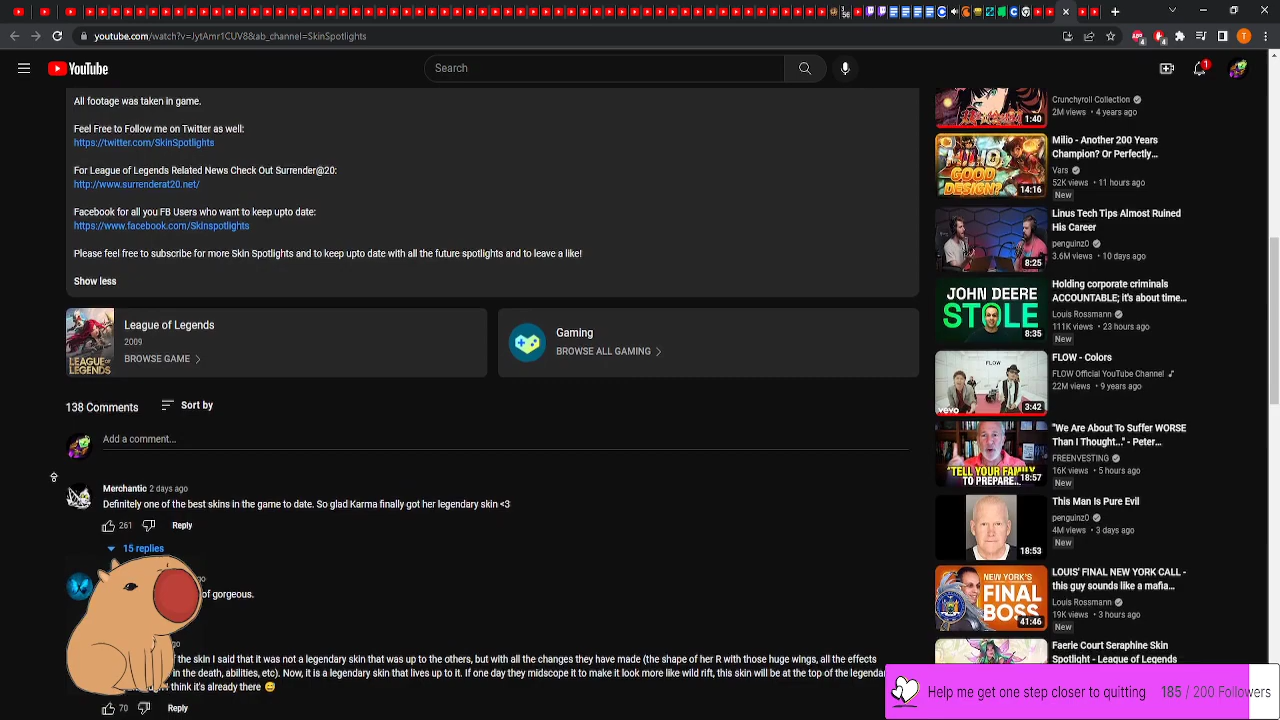 youtube.com/watch?v=JytAmr1CUV8&ab_channel=SkinSpotlights
YouTube
Search
1
All footage was taken in game.
Feel Free to Follow me on Twitter as well:
https://twitter.com/SkinSpotlights
For League of Legends Related News Check Out Surrender@20:
http://www.surrenderat20.net/
Facebook for all you FB Users who want to keep upto date:
https://www.facebook.com/Skinspotlights
Please feel free to subscribe for more Skin Spotlights and to keep upto date with all the future spotlights and to leave a like!
Show less
LEAGUE OF LEGENDS
League of Legends
2009
BROWSE GAME
Gaming
BROWSE ALL GAMING
138 Comments
Sort by
Add a comment...
Merchantio 2 days ago
Definitely one of the best skins in the game to date. So glad Karma finally got her legendary skin <3
261
Reply
15 replies
go
of gorgeous.
go
the skin I said that it was not a legendary skin that was up to the others, but with all the changes they have made (the shape of her R with those huge wings, all the effects
in the death, abilities, etc). Now, it is a legendary skin that lives up to it. If one day they midscope it to make it look more like wild rift, this skin will be at the top of the legendar
think it's already there 😊
70
Reply
1:40
Crunchyroll Collection
2M views • 4 years ago
MILIO GOOD DESIGN?
14:16
Milio - Another 200 Years
Champion? Or Perfectly...
Vars
52K views • 11 hours ago
New
8:25
Linus Tech Tips Almost Ruined
His Career
penguinz0
3.6M views • 10 days ago
JOHN DEERE
STOLE
8:35
Holding corporate criminals
ACCOUNTABLE; it's about time...
Louis Rossmann
111K views • 23 hours ago
New
FLOW
vevo
3:42
FLOW - Colors
FLOW Official YouTube Channel
22M views • 9 years ago
"TELL YOUR FAMILY
TO PREPARE...
18:57
"We Are About To Suffer WORSE
Than I Thought..." - Peter...
FREENVESTING
16K views • 5 hours ago
New
18:53
This Man Is Pure Evil
penguinz0
4M views • 3 days ago
New
NEW YORK'S
FINAL
BOSS
41:46
LOUIS' FINAL NEW YORK CALL -
this guy sounds like a mafia...
Louis Rossmann
19K views • 3 hours ago
New
Faerie Court Seraphine Skin
Spotlight - League of Legends
Help me get one step closer to quitting
185 / 200 Followers